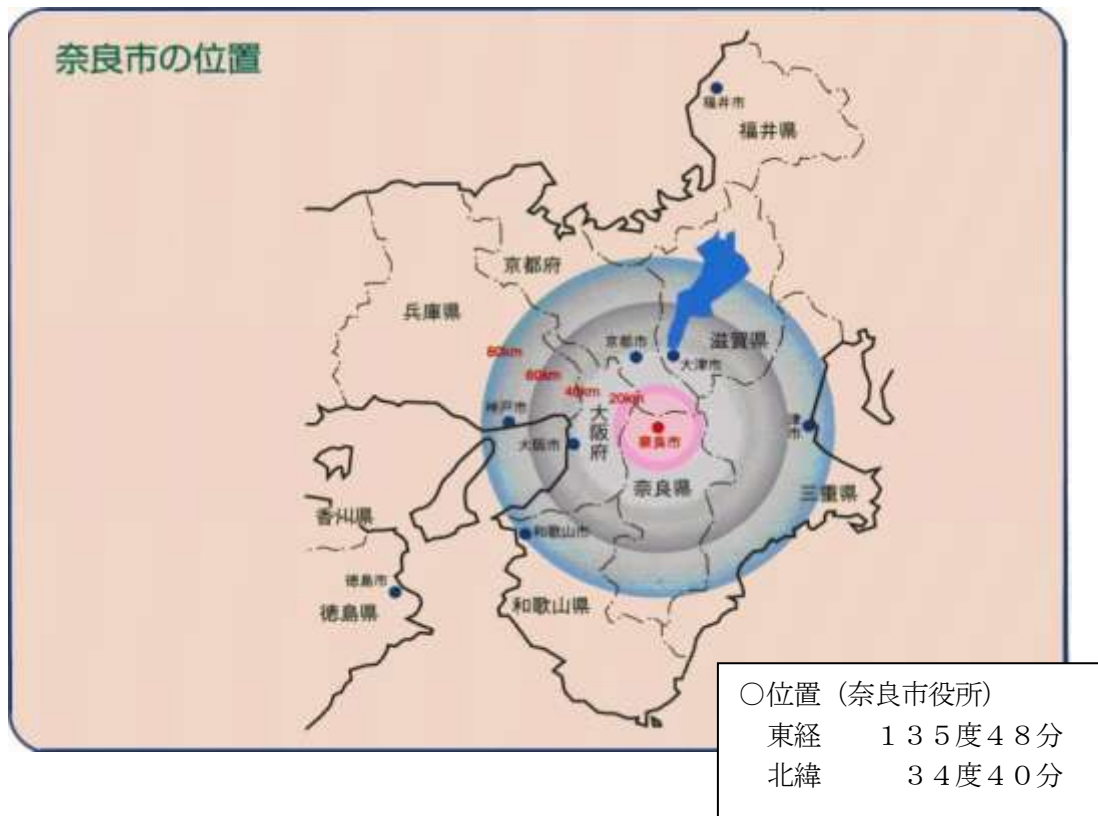 奈良市の位置
福井市
福井県
京都府
兵庫県
京都市
滋賀県
大津市
80km
60km
40km
20km
神戸市
大阪市
大阪府
奈良市
津市
奈良県
三重県
香川県
和歌山市
徳島市
徳島県
和歌山県
○位置（奈良市役所）
東経　　１３５度４８分
北緯　　　３４度４０分